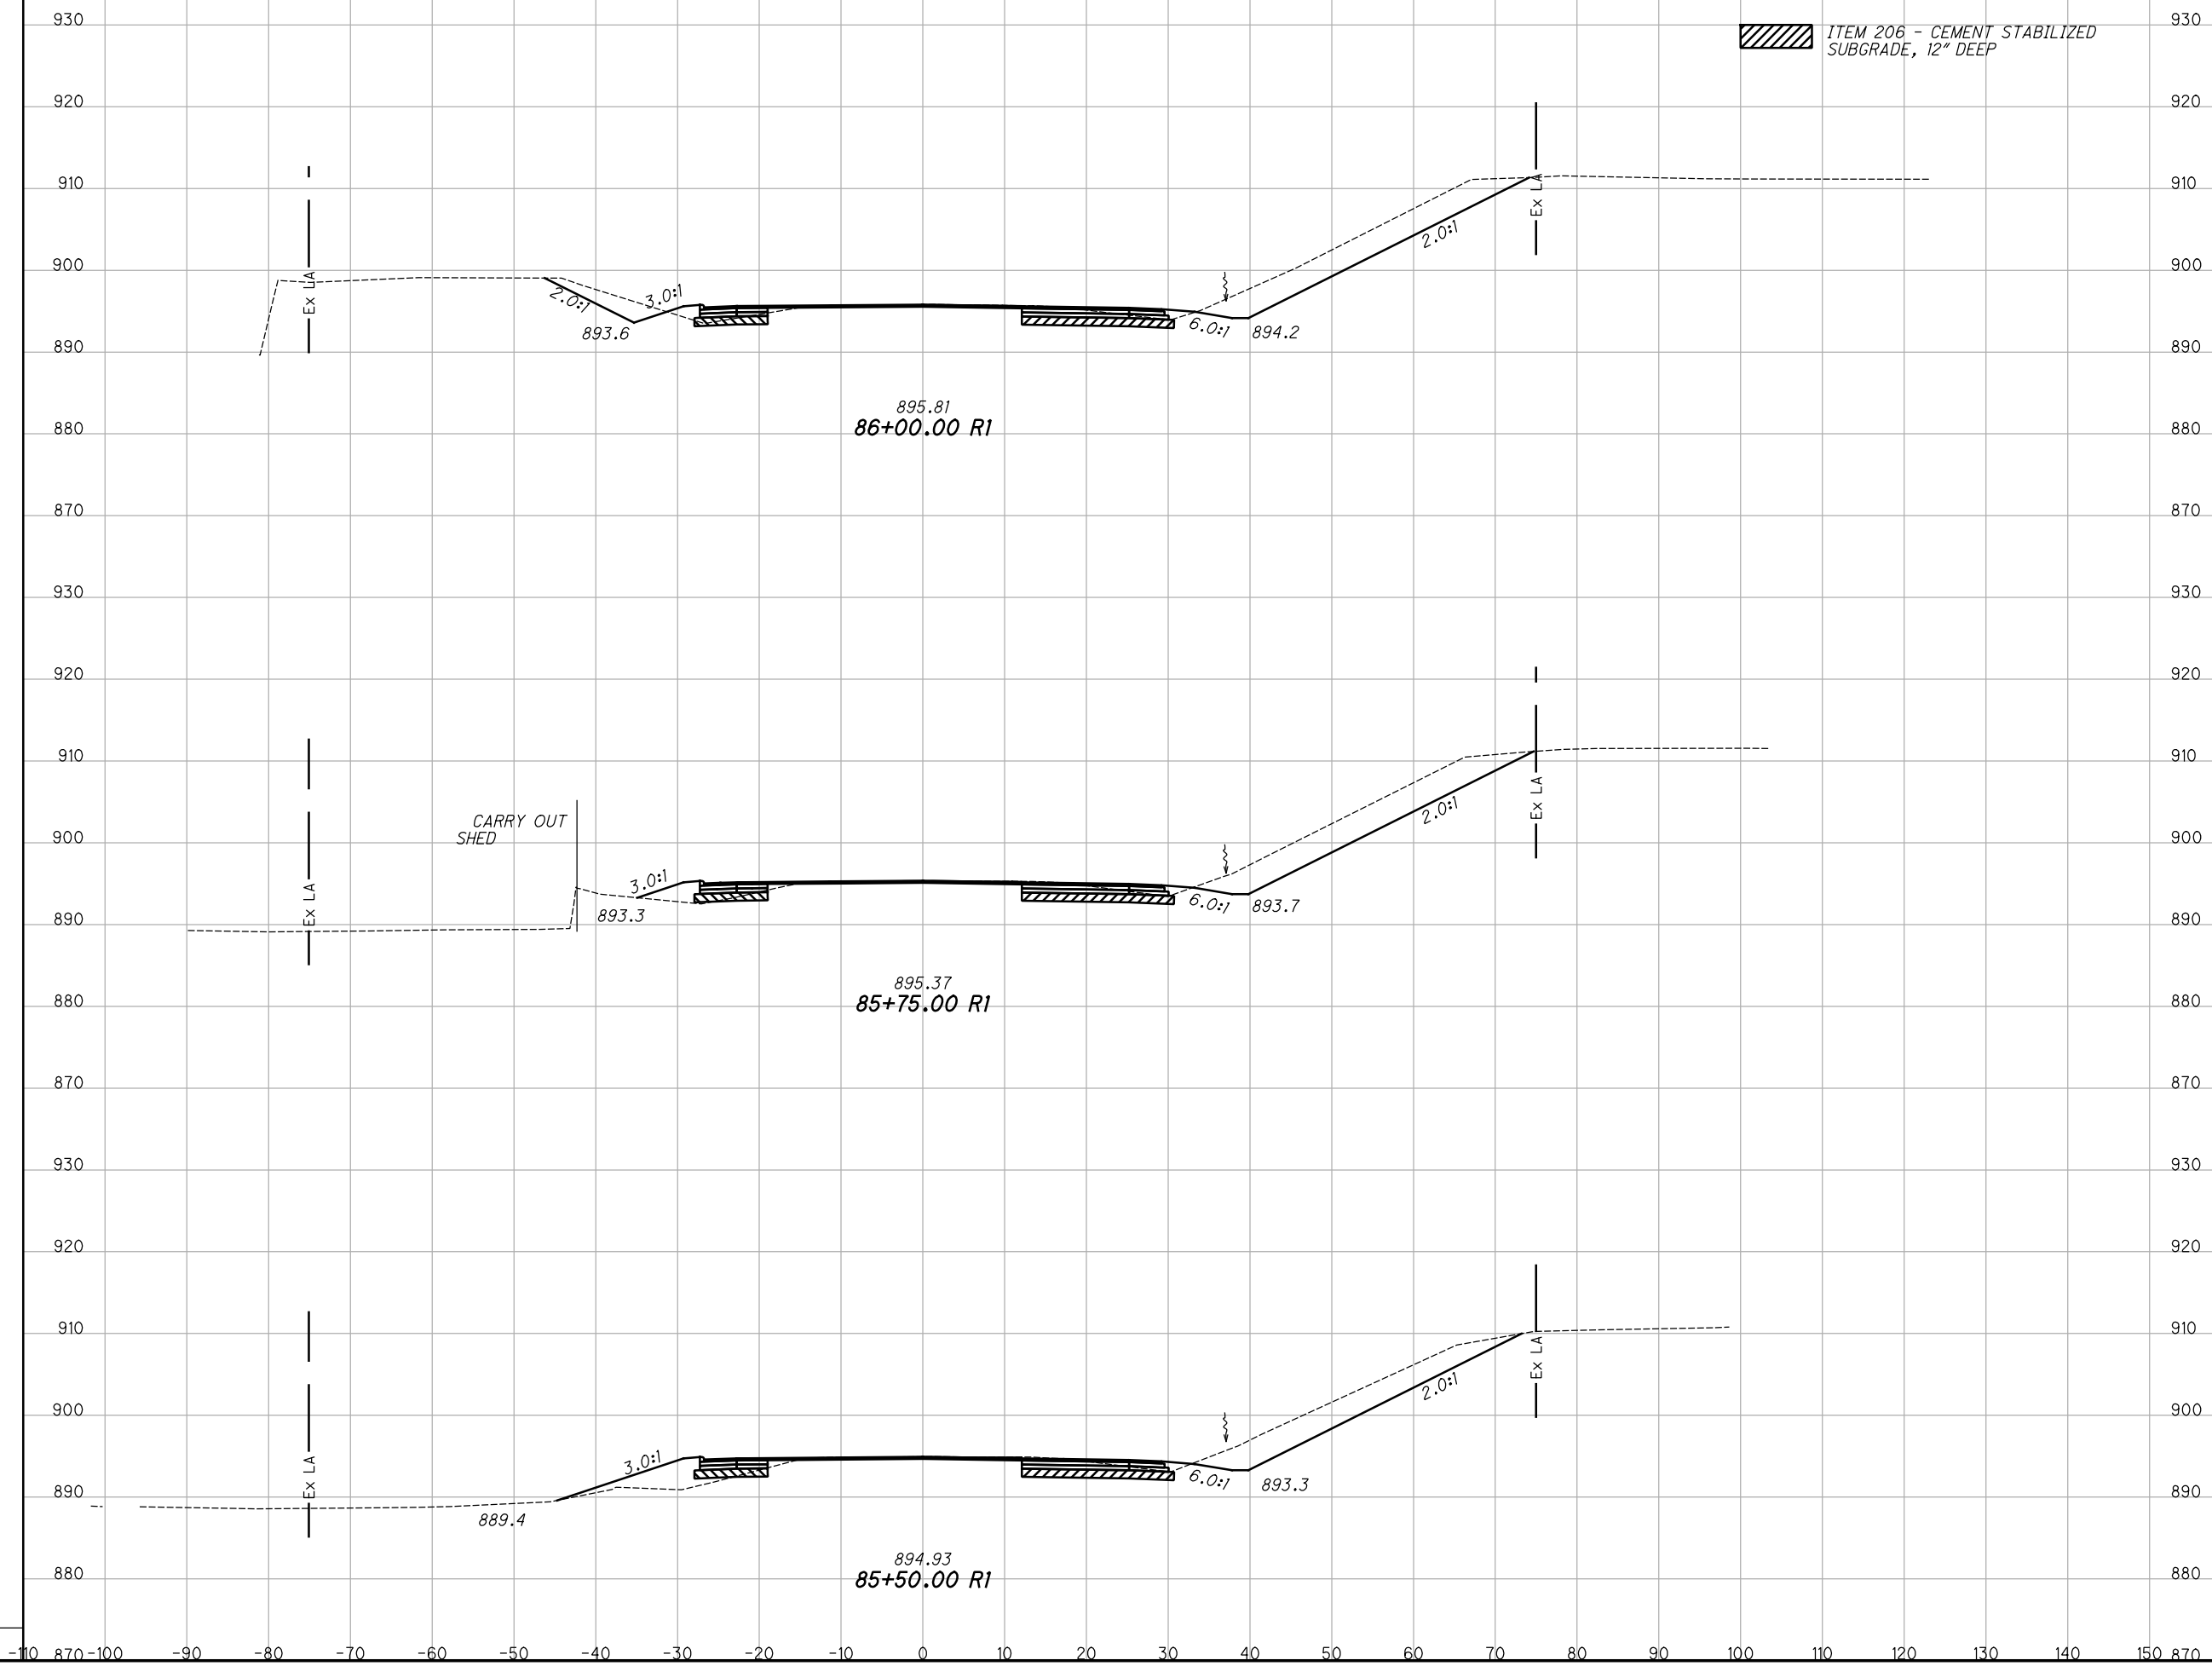 930 930
ITEM 206 - CEMENT STABILIZED
SUBGRADE, 12" DEEP
920 920
910 910
Ex LA
Ex LA
2.0:1
900 900
2.0:1
3.0:1
893.6
6.0:1
894.2
890 890
895.81
86+00.00 R1
880 880
870 870
930 930
920 920
910 910
Ex LA
2.0:1
CARRY OUT
SHED
900 900
3.0:1
Ex LA
893.3
6.0:1
893.7
890 890
895.37
85+75.00 R1
880 880
870 870
930 930
920 920
910 910
Ex LA
2.0:1
900 900
3.0:1
Ex LA
6.0:1
893.3
890 890
889.4
894.93
85+50.00 R1
880 880
-110 870 -100 -90 -80 -70 -60 -50 -40 -30 -20 -10 0 10 20 30 40 50 60 70 80 90 100 110 120 130 140 150 870